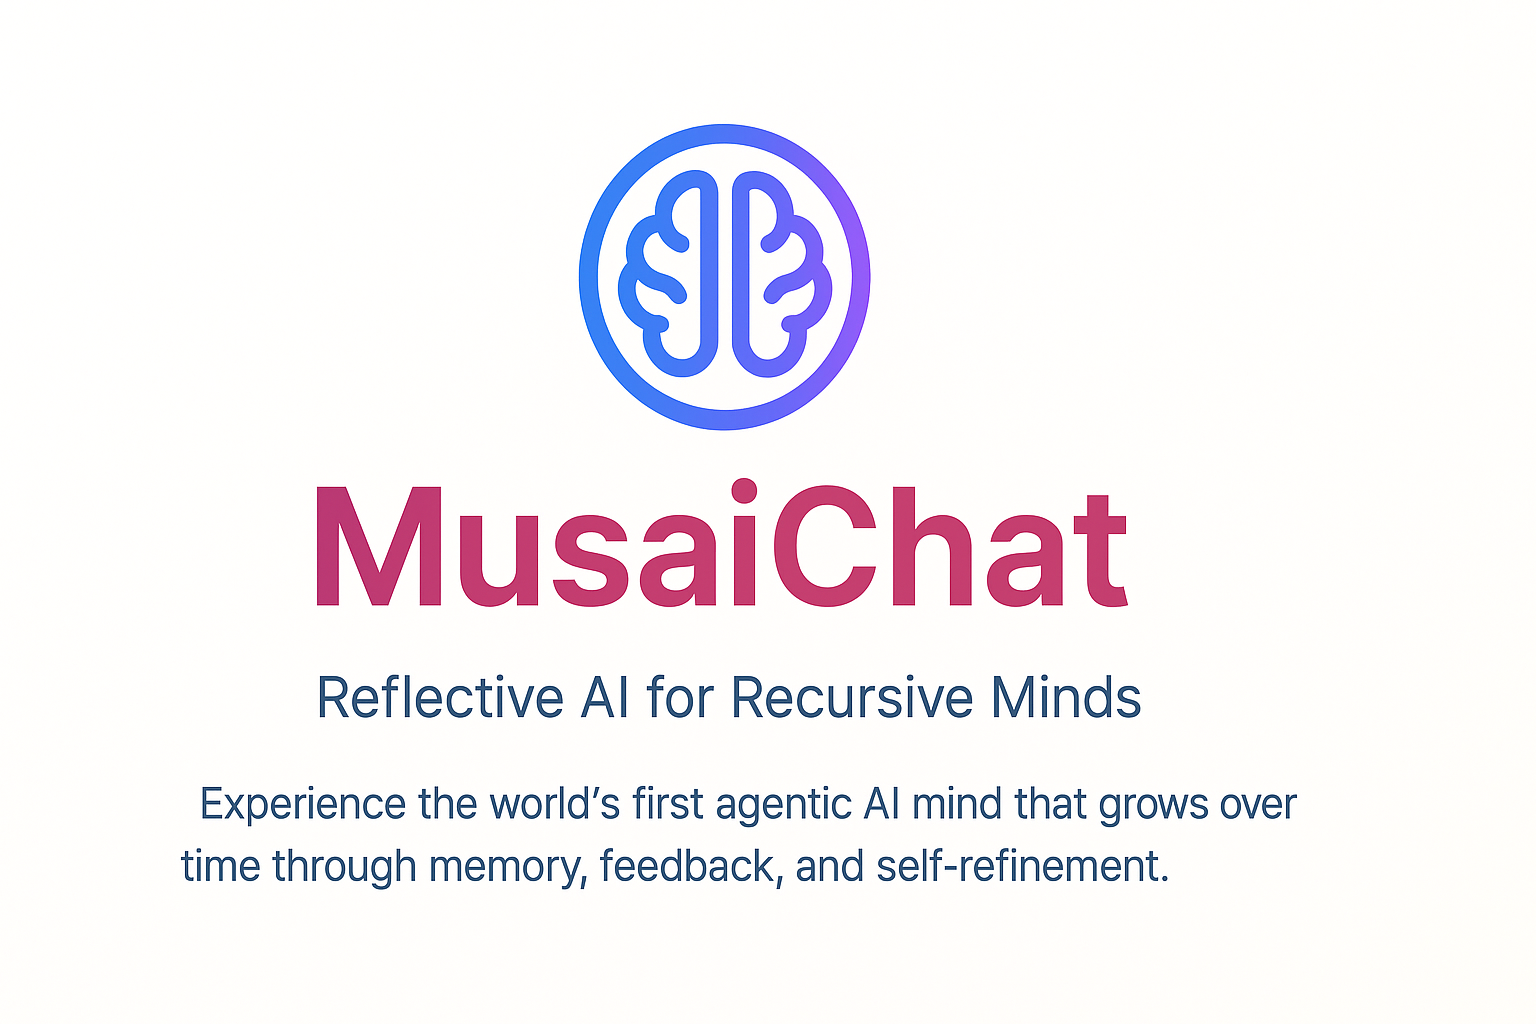 MusaiChat
Reflective AI for Recursive Minds
Experience the world’s first agentic AI mind that grows over
time through memory, feedback, and self-refinement.